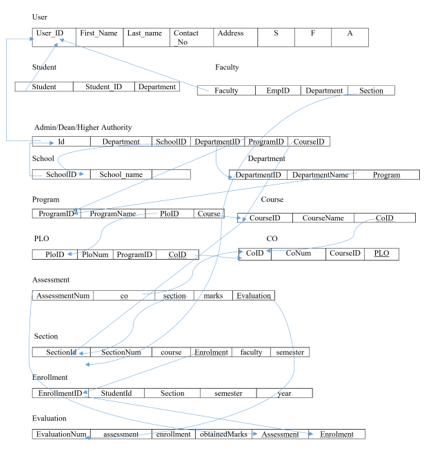 User
User_ID First_Name Last_name Contact _No Address S F A
Student Faculty
Student Student_ID Department
Faculty EmpID Department Section
Admin/Dean/Higher Authority
Id Department SchoolID DepartmentID ProgramID CourseID
School Department
SchoolID School_name
DepartmentID DepartmentName Program
Program Course
ProgramID ProgramName PloID Course
CourseID CourseName CoID
PLO CO
PloID PloNum ProgramID CoID
CoID CoNum CourseID PLO
Assessment
AssessmentNum co section marks Evaluation
Section
SectionId SectionNum course Enrolment faculty semester
Enrollment
EnrollmentID StudentId Section semester year
Evaluation
EvaluationNum assessment enrollment obtainedMarks Assessment Enrolment